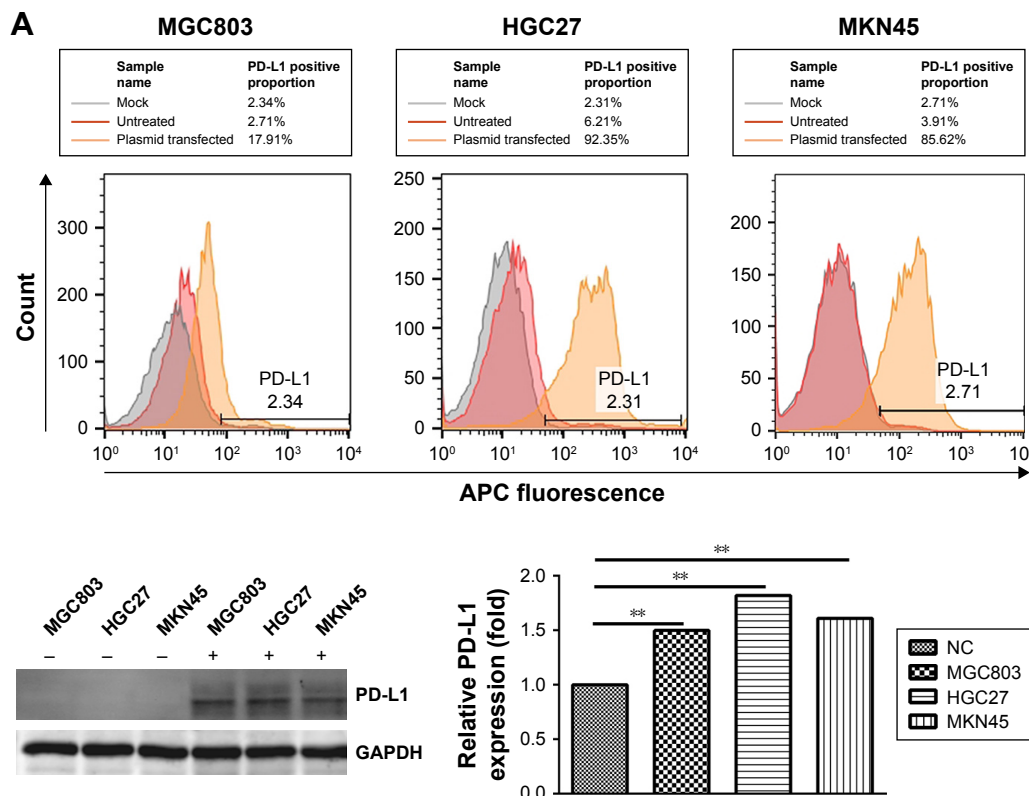 A
MGC803
HGC27
MKN45
Sample name PD-L1 positive proportion
Mock 2.34%
Untreated 2.71%
Plasmid transfected 17.91%
Sample name PD-L1 positive proportion
Mock 2.31%
Untreated 6.21%
Plasmid transfected 92.35%
Sample name PD-L1 positive proportion
Mock 2.71%
Untreated 3.91%
Plasmid transfected 85.62%
Count
300
200
100
0
PD-L1
2.34
10⁰ 10¹ 10² 10³ 10⁴
250
200
150
100
50
0
PD-L1
2.31
10⁰ 10¹ 10² 10³ 10⁴
200
150
100
50
0
PD-L1
2.71
10⁰ 10¹ 10² 10³
APC fluorescence
MGC803 HGC27 MKN45 MGC803 HGC27 MKN45
– – – + + +
PD-L1
GAPDH
Relative PD-L1
expression (fold)
2.0
1.5
1.0
0.5
0.0
**
**
**
NC
MGC803
HGC27
MKN45